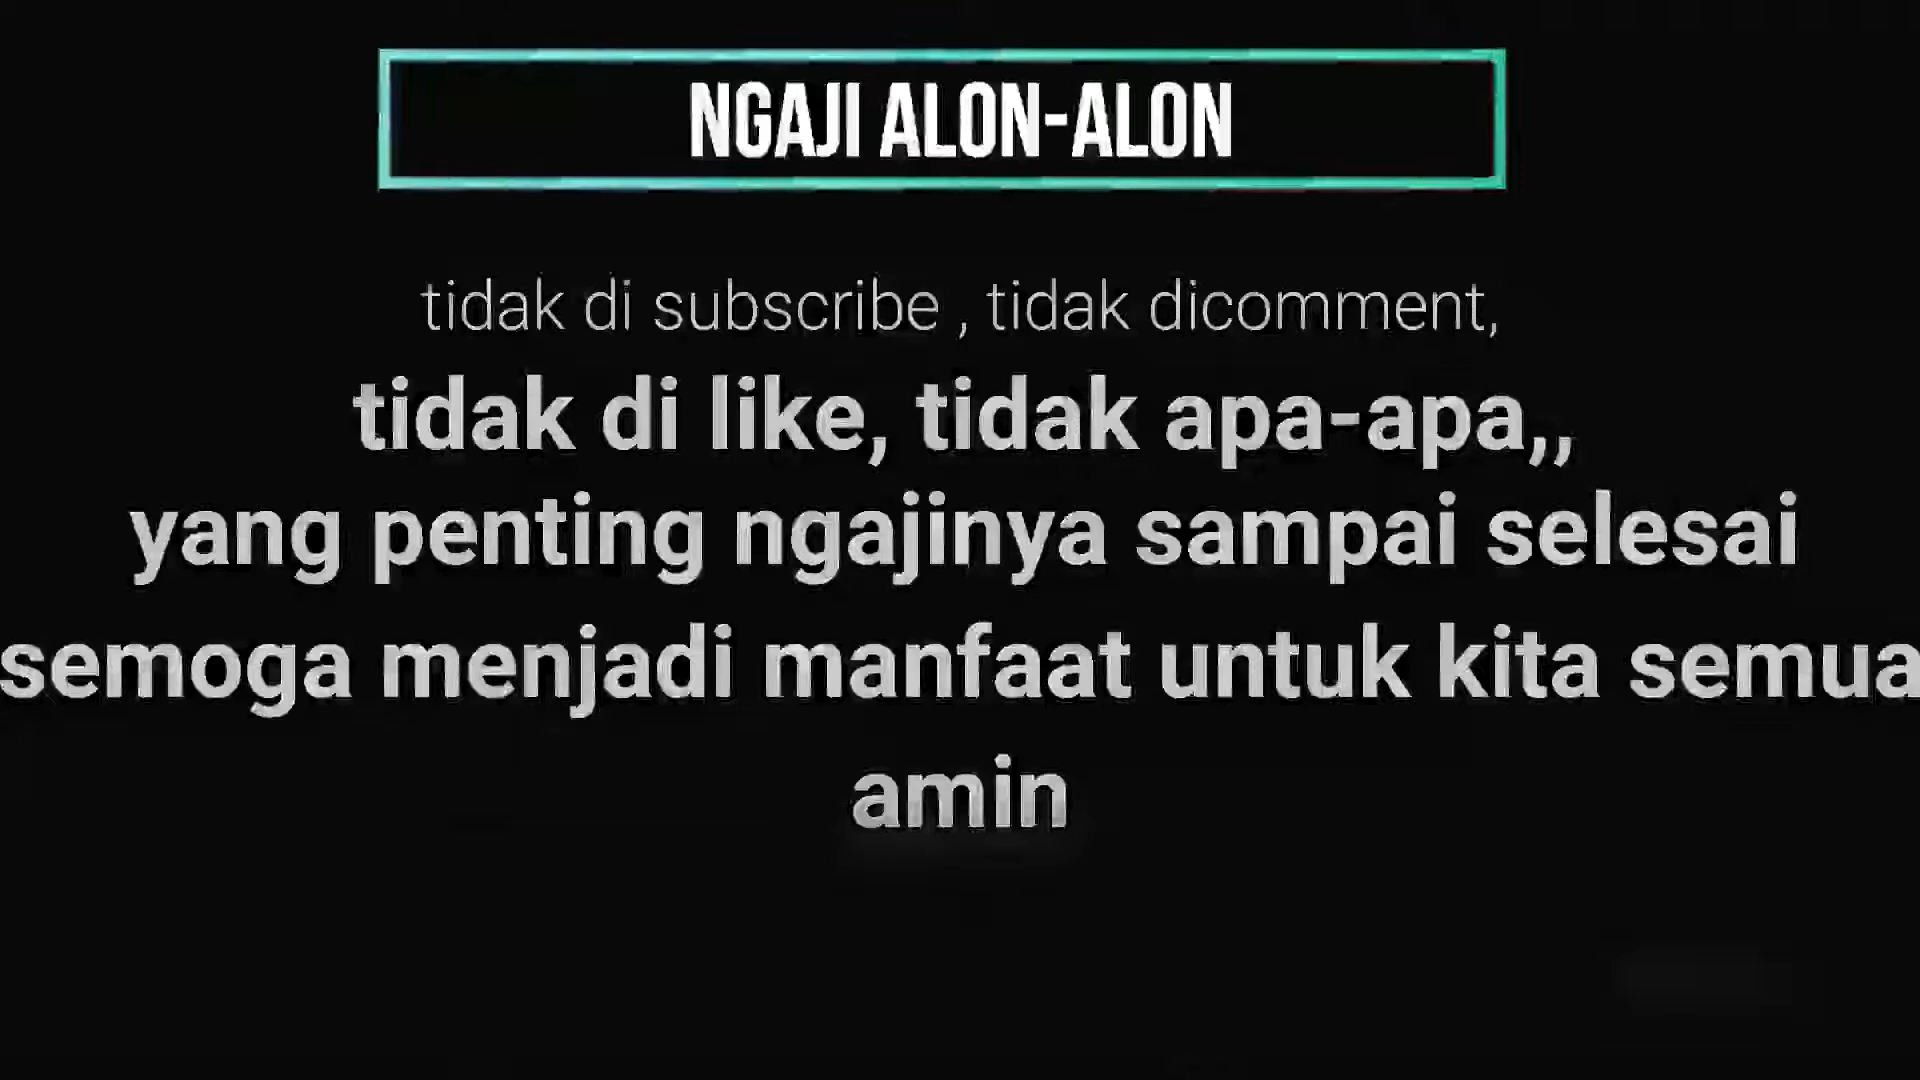 NGAJI ALON-ALON
tidak di subscribe , tidak dicomment,
tidak di like, tidak apa-apa,,
yang penting ngajinya sampai selesai
semoga menjadi manfaat untuk kita semua
amin